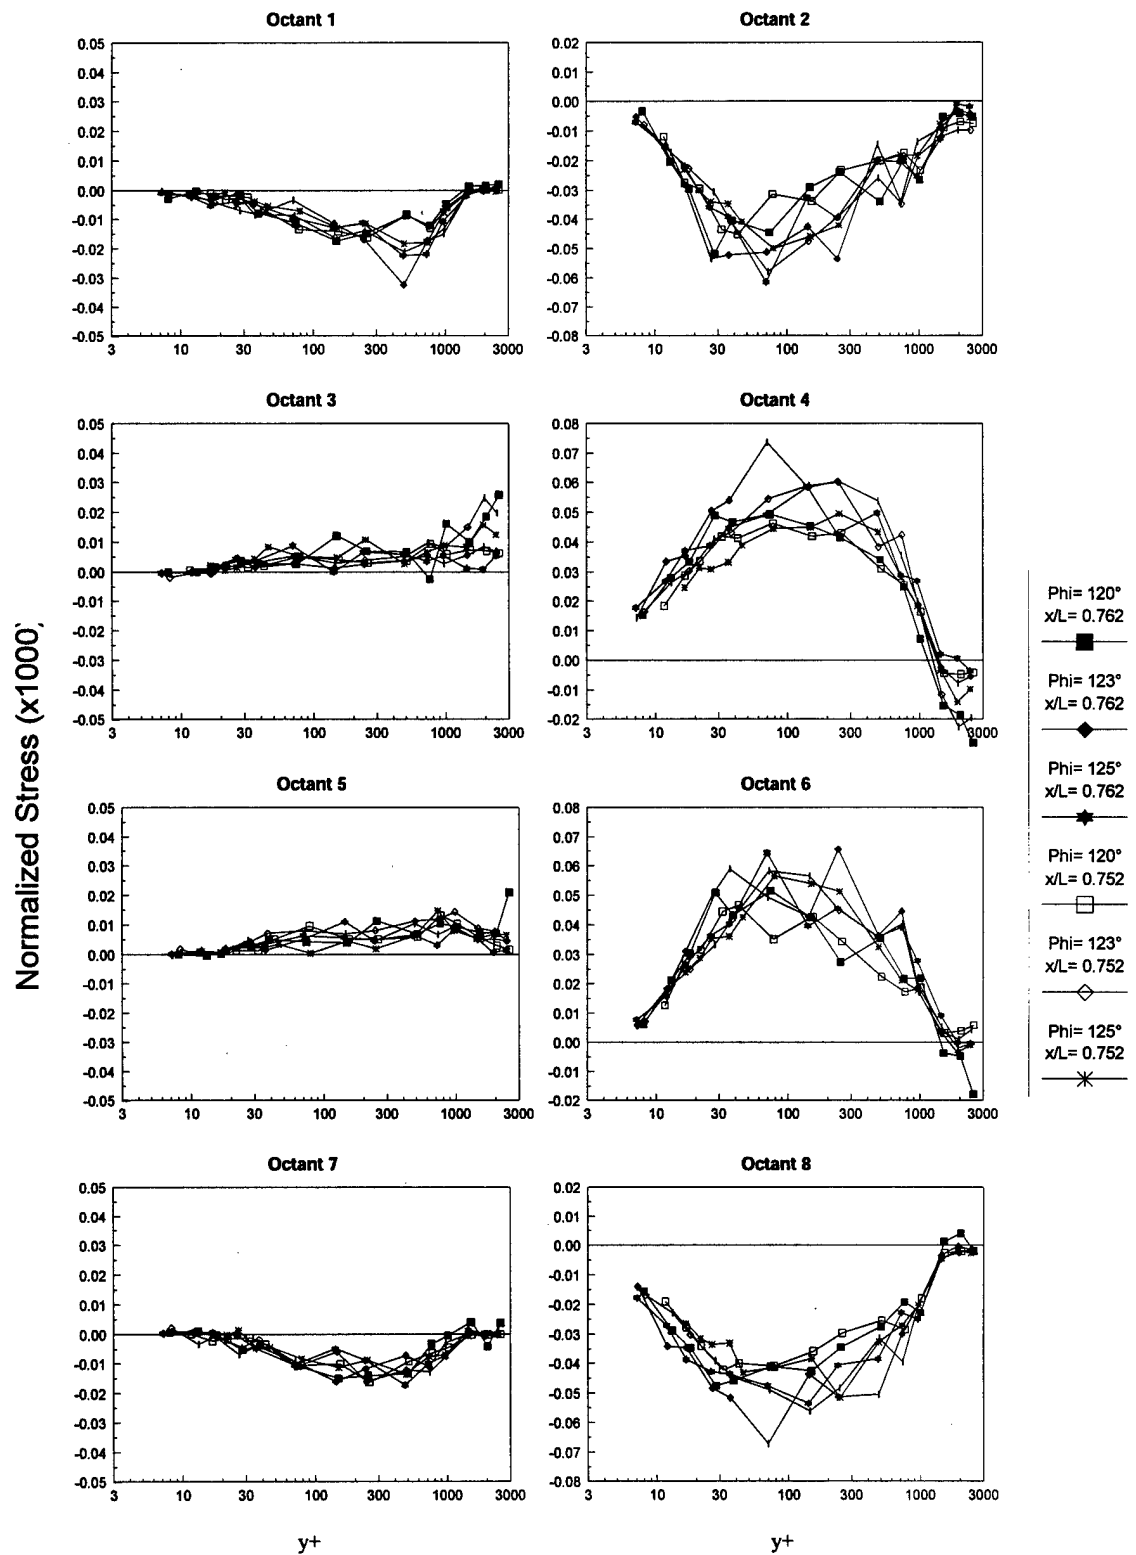 Octant 1
Octant 2
0.05
0.04
0.03
0.02
0.01
0.00
-0.01
-0.02
-0.03
-0.04
-0.05
3 10 30 100 300 1000 3000
0.02
0.01
0.00
-0.01
-0.02
-0.03
-0.04
-0.05
-0.06
-0.07
-0.08
3 10 30 100 300 1000 3000
Octant 3
Octant 4
0.05
0.04
0.03
0.02
0.01
0.00
-0.01
-0.02
-0.03
-0.04
-0.05
3 10 30 100 300 1000 3000
0.08
0.07
0.06
0.05
0.04
0.03
0.02
0.01
0.00
-0.01
-0.02
3 10 30 100 300 1000 3000
Normalized Stress (x1000)
Octant 5
Octant 6
0.05
0.04
0.03
0.02
0.01
0.00
-0.01
-0.02
-0.03
-0.04
-0.05
3 10 30 100 300 1000 3000
0.08
0.07
0.06
0.05
0.04
0.03
0.02
0.01
0.00
-0.01
-0.02
3 10 30 100 300 1000 3000
Octant 7
Octant 8
0.05
0.04
0.03
0.02
0.01
0.00
-0.01
-0.02
-0.03
-0.04
-0.05
3 10 30 100 300 1000 3000
0.02
0.01
0.00
-0.01
-0.02
-0.03
-0.04
-0.05
-0.06
-0.07
-0.08
3 10 30 100 300 1000 3000
y+
y+
Phi= 120°
x/L= 0.762
Phi= 123°
x/L= 0.762
Phi= 125°
x/L= 0.762
Phi= 120°
x/L= 0.752
Phi= 123°
x/L= 0.752
Phi= 125°
x/L= 0.752